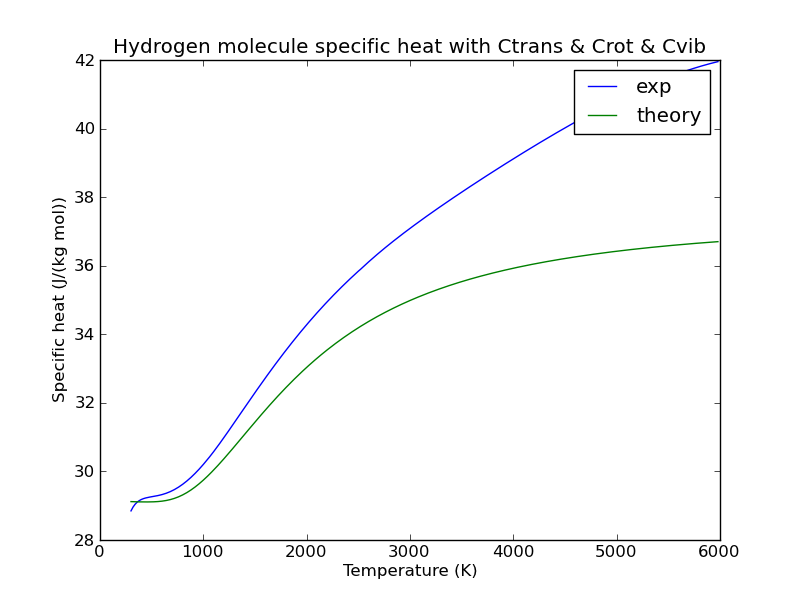 Hydrogen molecule specific heat with Ctrans & Crot & Cvib
42
40
38
36
34
32
30
28
Specific heat (J/(kg mol))
exp
theory
0 1000 2000 3000 4000 5000 6000
Temperature (K)